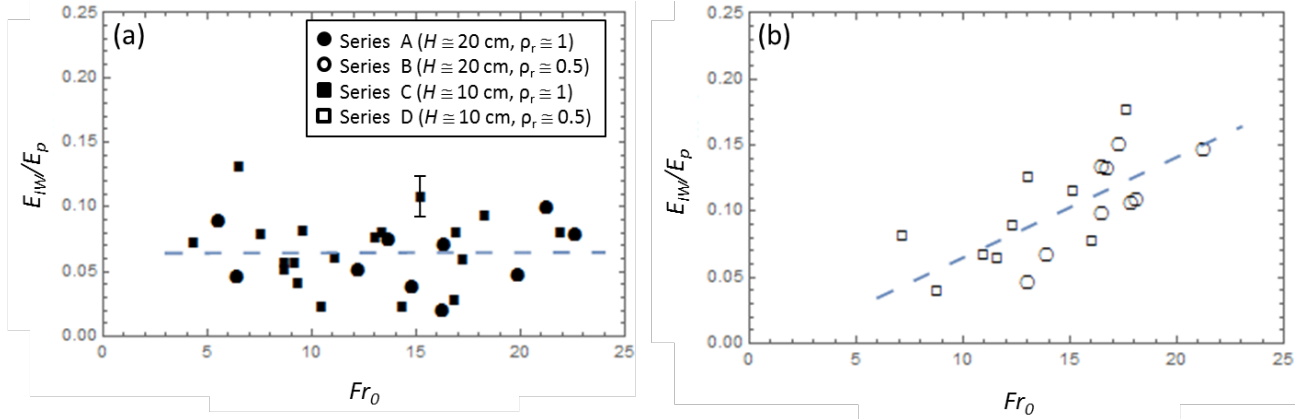 (a)
Series A (H ≅ 20 cm, ρr ≅ 1)
Series B (H ≅ 20 cm, ρr ≅ 0.5)
Series C (H ≅ 10 cm, ρr ≅ 1)
Series D (H ≅ 10 cm, ρr ≅ 0.5)
0.25
0.20
0.15
0.10
0.05
0.00
EIW/Ep
0 5 10 15 20 25
Fr0
(b)
0.25
0.20
0.15
0.10
0.05
0.00
EIW/Ep
0 5 10 15 20 25
Fr0